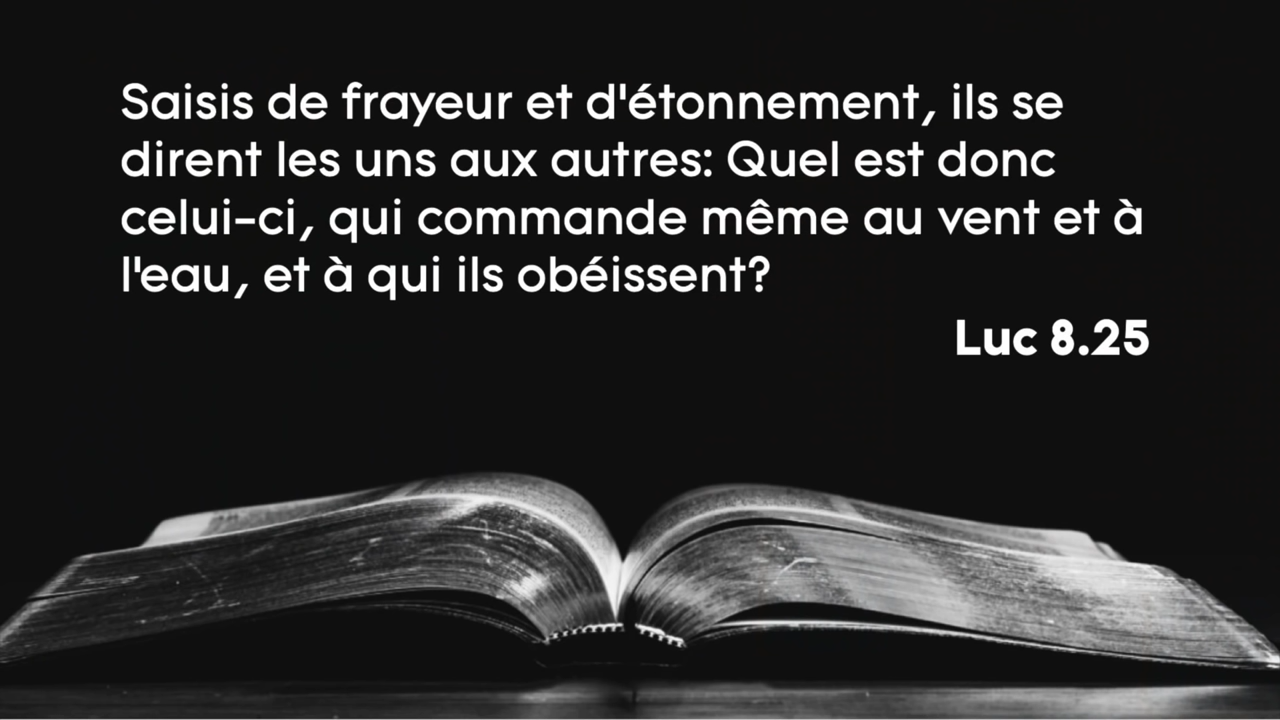 Saisis de frayeur et d'étonnement, ils se
dirent les uns aux autres: Quel est donc
celui-ci, qui commande même au vent et à
l'eau, et à qui ils obéissent?
Luc 8.25